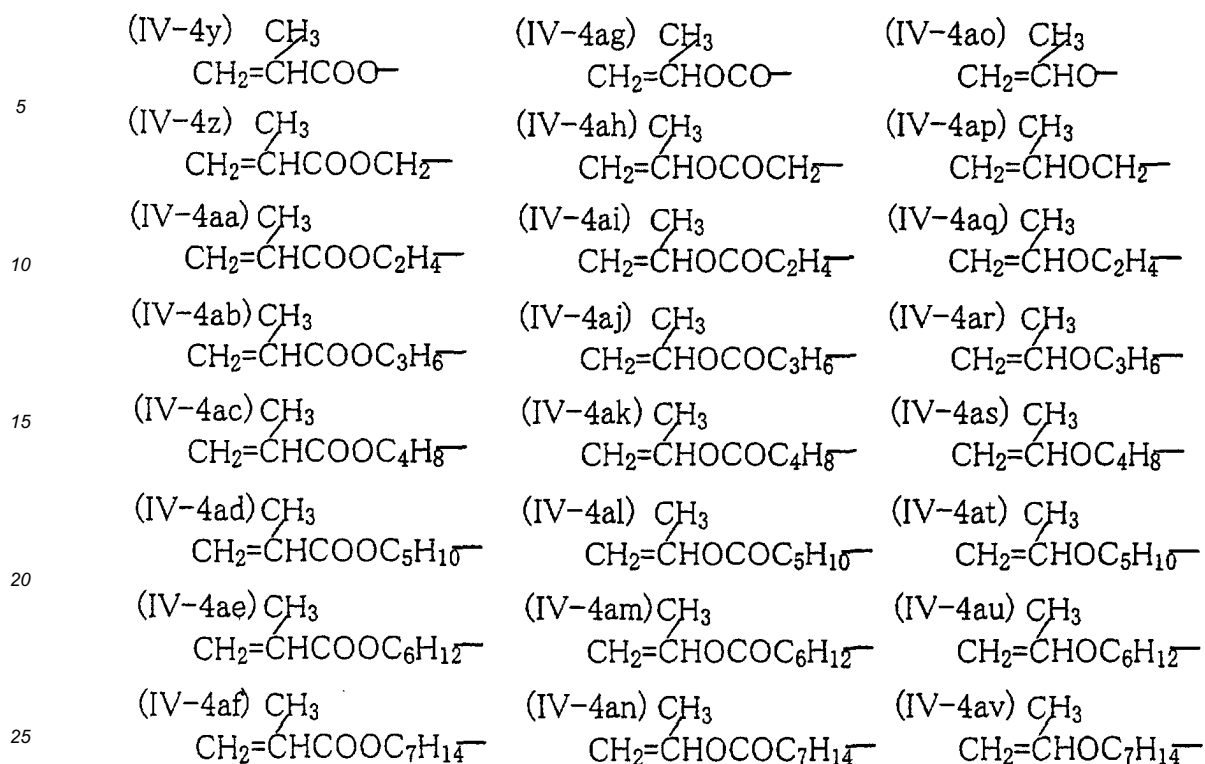 (IV-4y) CH₃ (IV-4ag) CH₃ (IV-4ao) CH₃
CH₂=CHCOO— CH₂=CHOCO— CH₂=CHO—
5
(IV-4z) CH₃ (IV-4ah) CH₃ (IV-4ap) CH₃
CH₂=CHCOOCH₂— CH₂=CHOCOCH₂— CH₂=CHOCH₂—
(IV-4aa) CH₃ (IV-4ai) CH₃ (IV-4aq) CH₃
10 CH₂=CHCOOC₂H₄— CH₂=CHOCOC₂H₄— CH₂=CHOC₂H₄—
(IV-4ab) CH₃ (IV-4aj) CH₃ (IV-4ar) CH₃
CH₂=CHCOOC₃H₆— CH₂=CHOCOC₃H₆— CH₂=CHOC₃H₆—
(IV-4ac) CH₃ (IV-4ak) CH₃ (IV-4as) CH₃
15 CH₂=CHCOOC₄H₈— CH₂=CHOCOC₄H₈— CH₂=CHOC₄H₈—
(IV-4ad) CH₃ (IV-4al) CH₃ (IV-4at) CH₃
CH₂=CHCOOC₅H₁₀— CH₂=CHOCOC₅H₁₀— CH₂=CHOC₅H₁₀—
20
(IV-4ae) CH₃ (IV-4am) CH₃ (IV-4au) CH₃
CH₂=CHCOOC₆H₁₂— CH₂=CHOCOC₆H₁₂— CH₂=CHOC₆H₁₂—
(IV-4af) CH₃ (IV-4an) CH₃ (IV-4av) CH₃
25 CH₂=CHCOOC₇H₁₄— CH₂=CHOCOC₇H₁₄— CH₂=CHOC₇H₁₄—